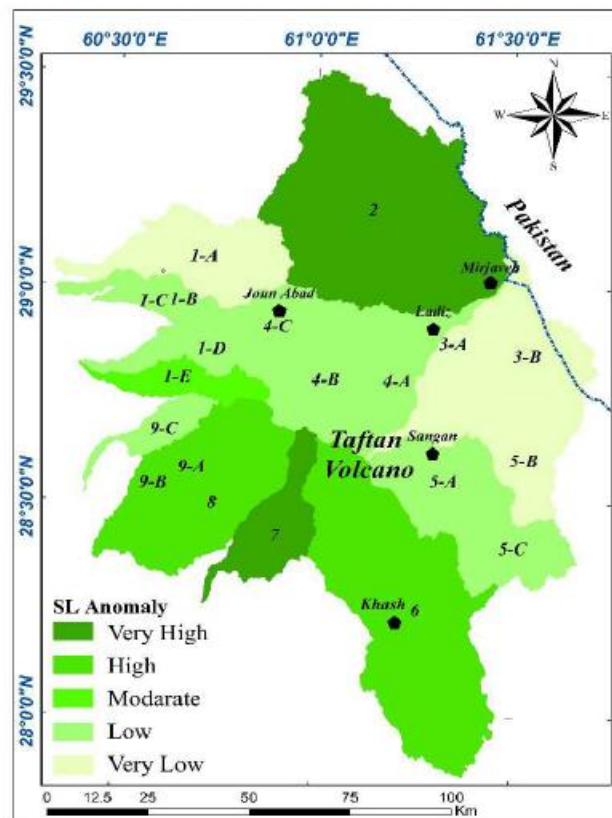 60°30'0"E 61°0'0"E 61°30'0"E
29°30'0"N
29°0'0"N
28°30'0"N
28°0'0"N
N
W E
S
Pakistan
2
Mirjaveh
1-A
1-C 1-B
Joun Abad
4-C
Ladiz
3-A
3-B
1-D
1-E
4-B
4-A
9-C
Taftan
Volcano
Sangan
5-B
9-A
9-B
5-A
8
7
5-C
Khash 6
SL Anomaly
Very High
High
Modarate
Low
Very Low
0 12.5 25 50 75 100
Km